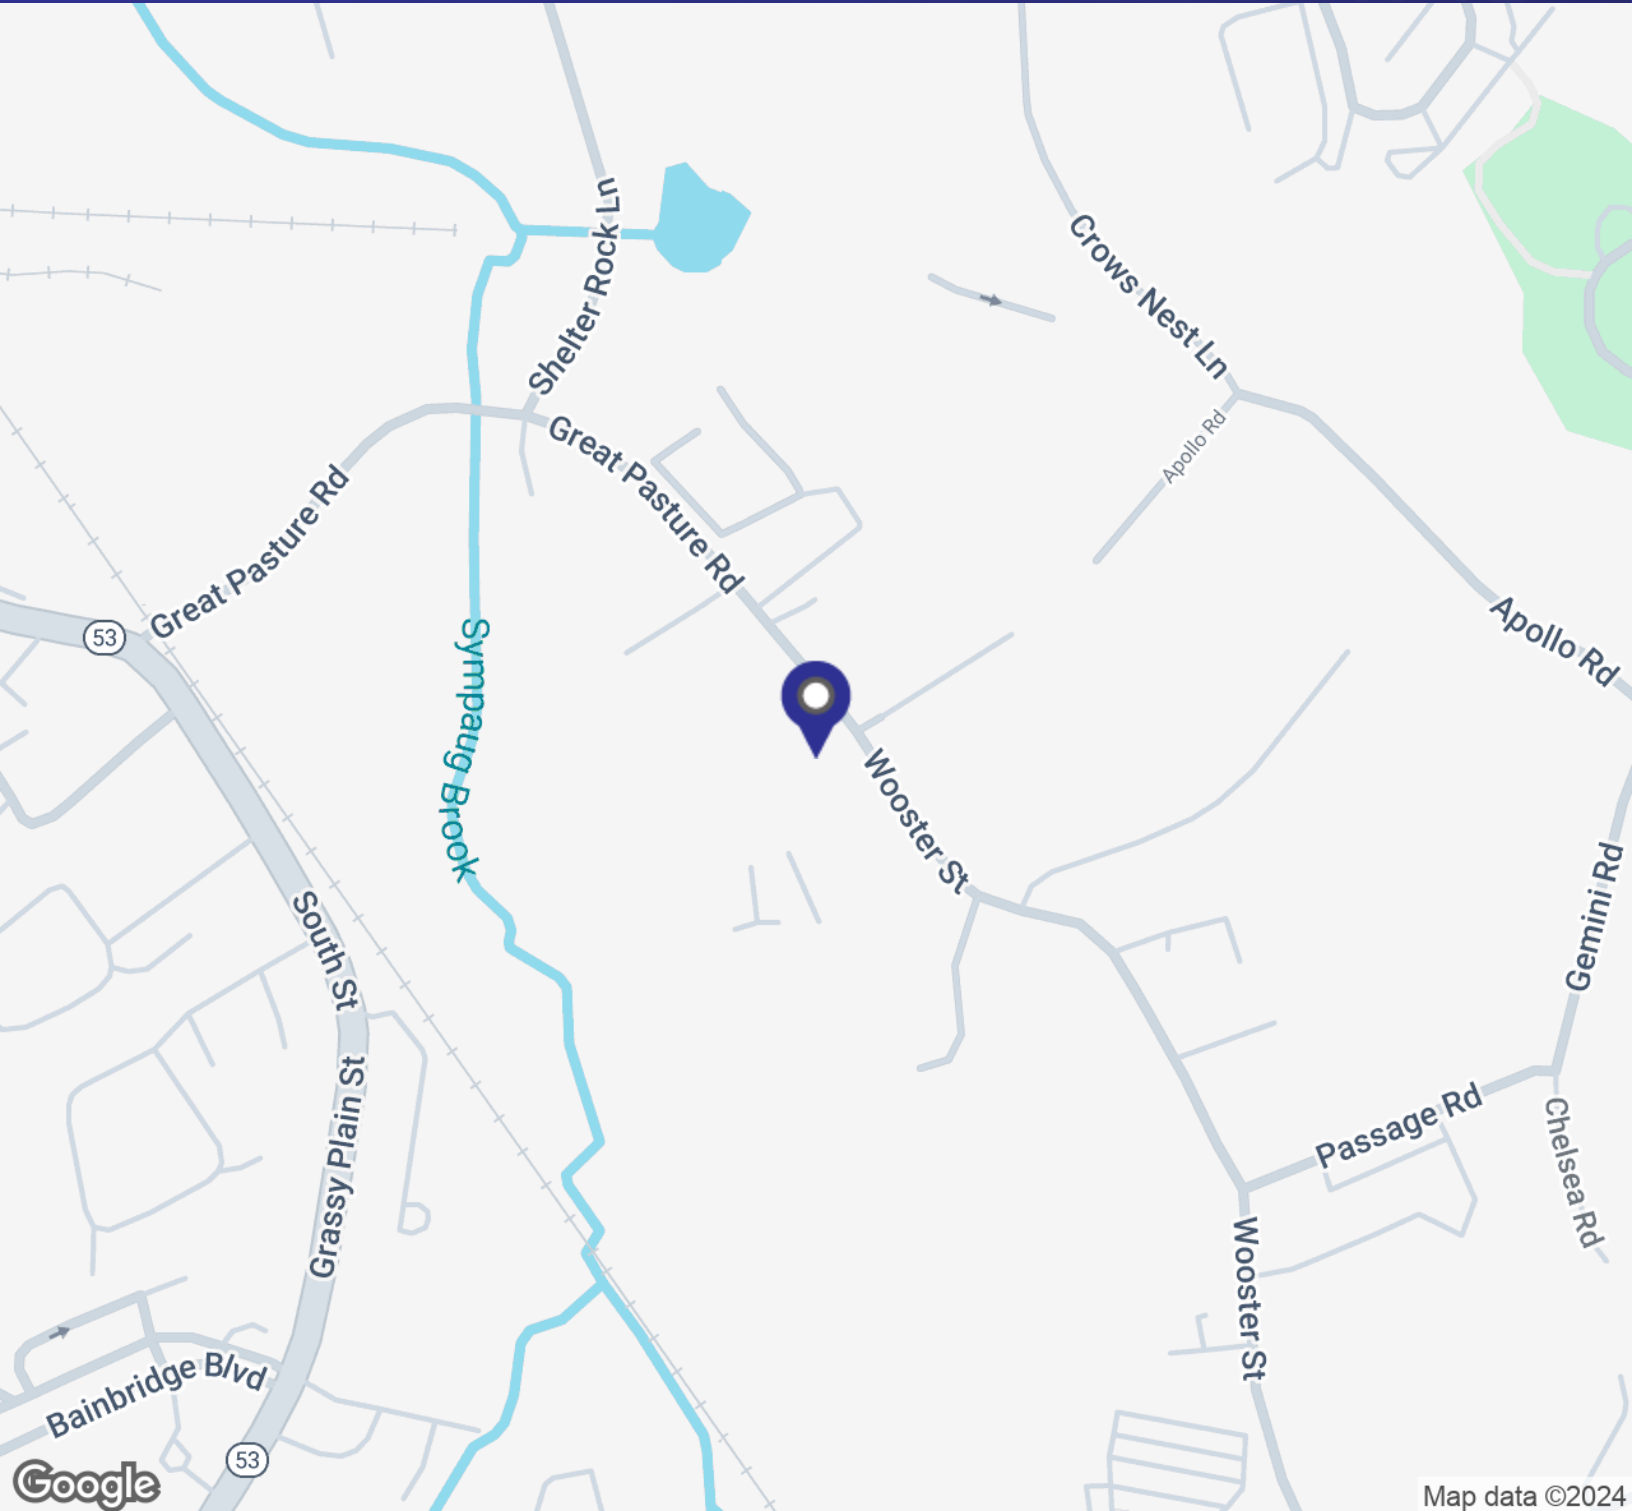 Shelter Rock Ln
Crows Nest Ln
Apollo Rd
Great Pasture Rd
Great Pasture Rd
Apollo Rd
53
Sympaug Brook
Wooster St
South St
Gemini Rd
Grassy Plain St
Passage Rd
Chelsea Rd
Wooster St
Bainbridge Blvd
53
Google
Map data ©2024